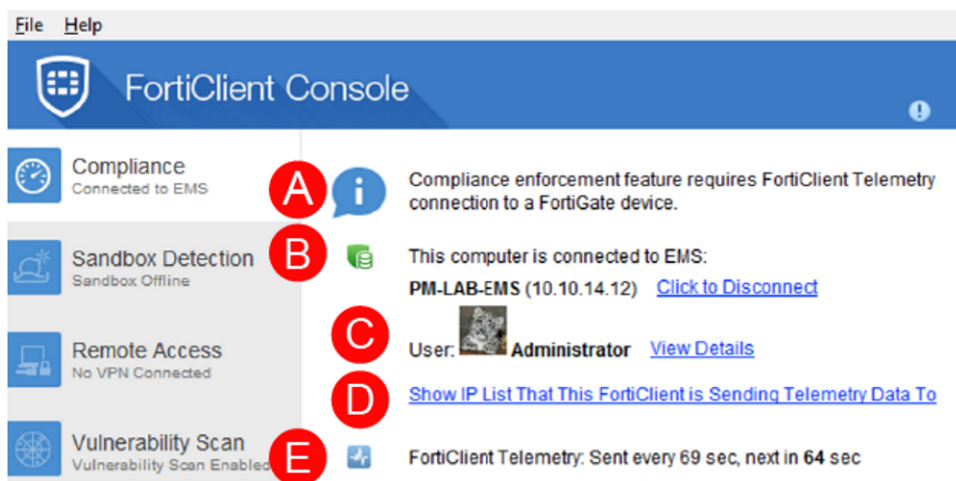 File Help
FortiClient Console
Compliance
Connected to EMS
Sandbox Detection
Sandbox Offline
Remote Access
No VPN Connected
Vulnerability Scan
Vulnerability Scan Enabled
A
Compliance enforcement feature requires FortiClient Telemetry
connection to a FortiGate device.
B
This computer is connected to EMS:
PM-LAB-EMS (10.10.14.12) Click to Disconnect
C
User: Administrator View Details
D
Show IP List That This FortiClient is Sending Telemetry Data To
E
FortiClient Telemetry: Sent every 69 sec, next in 64 sec